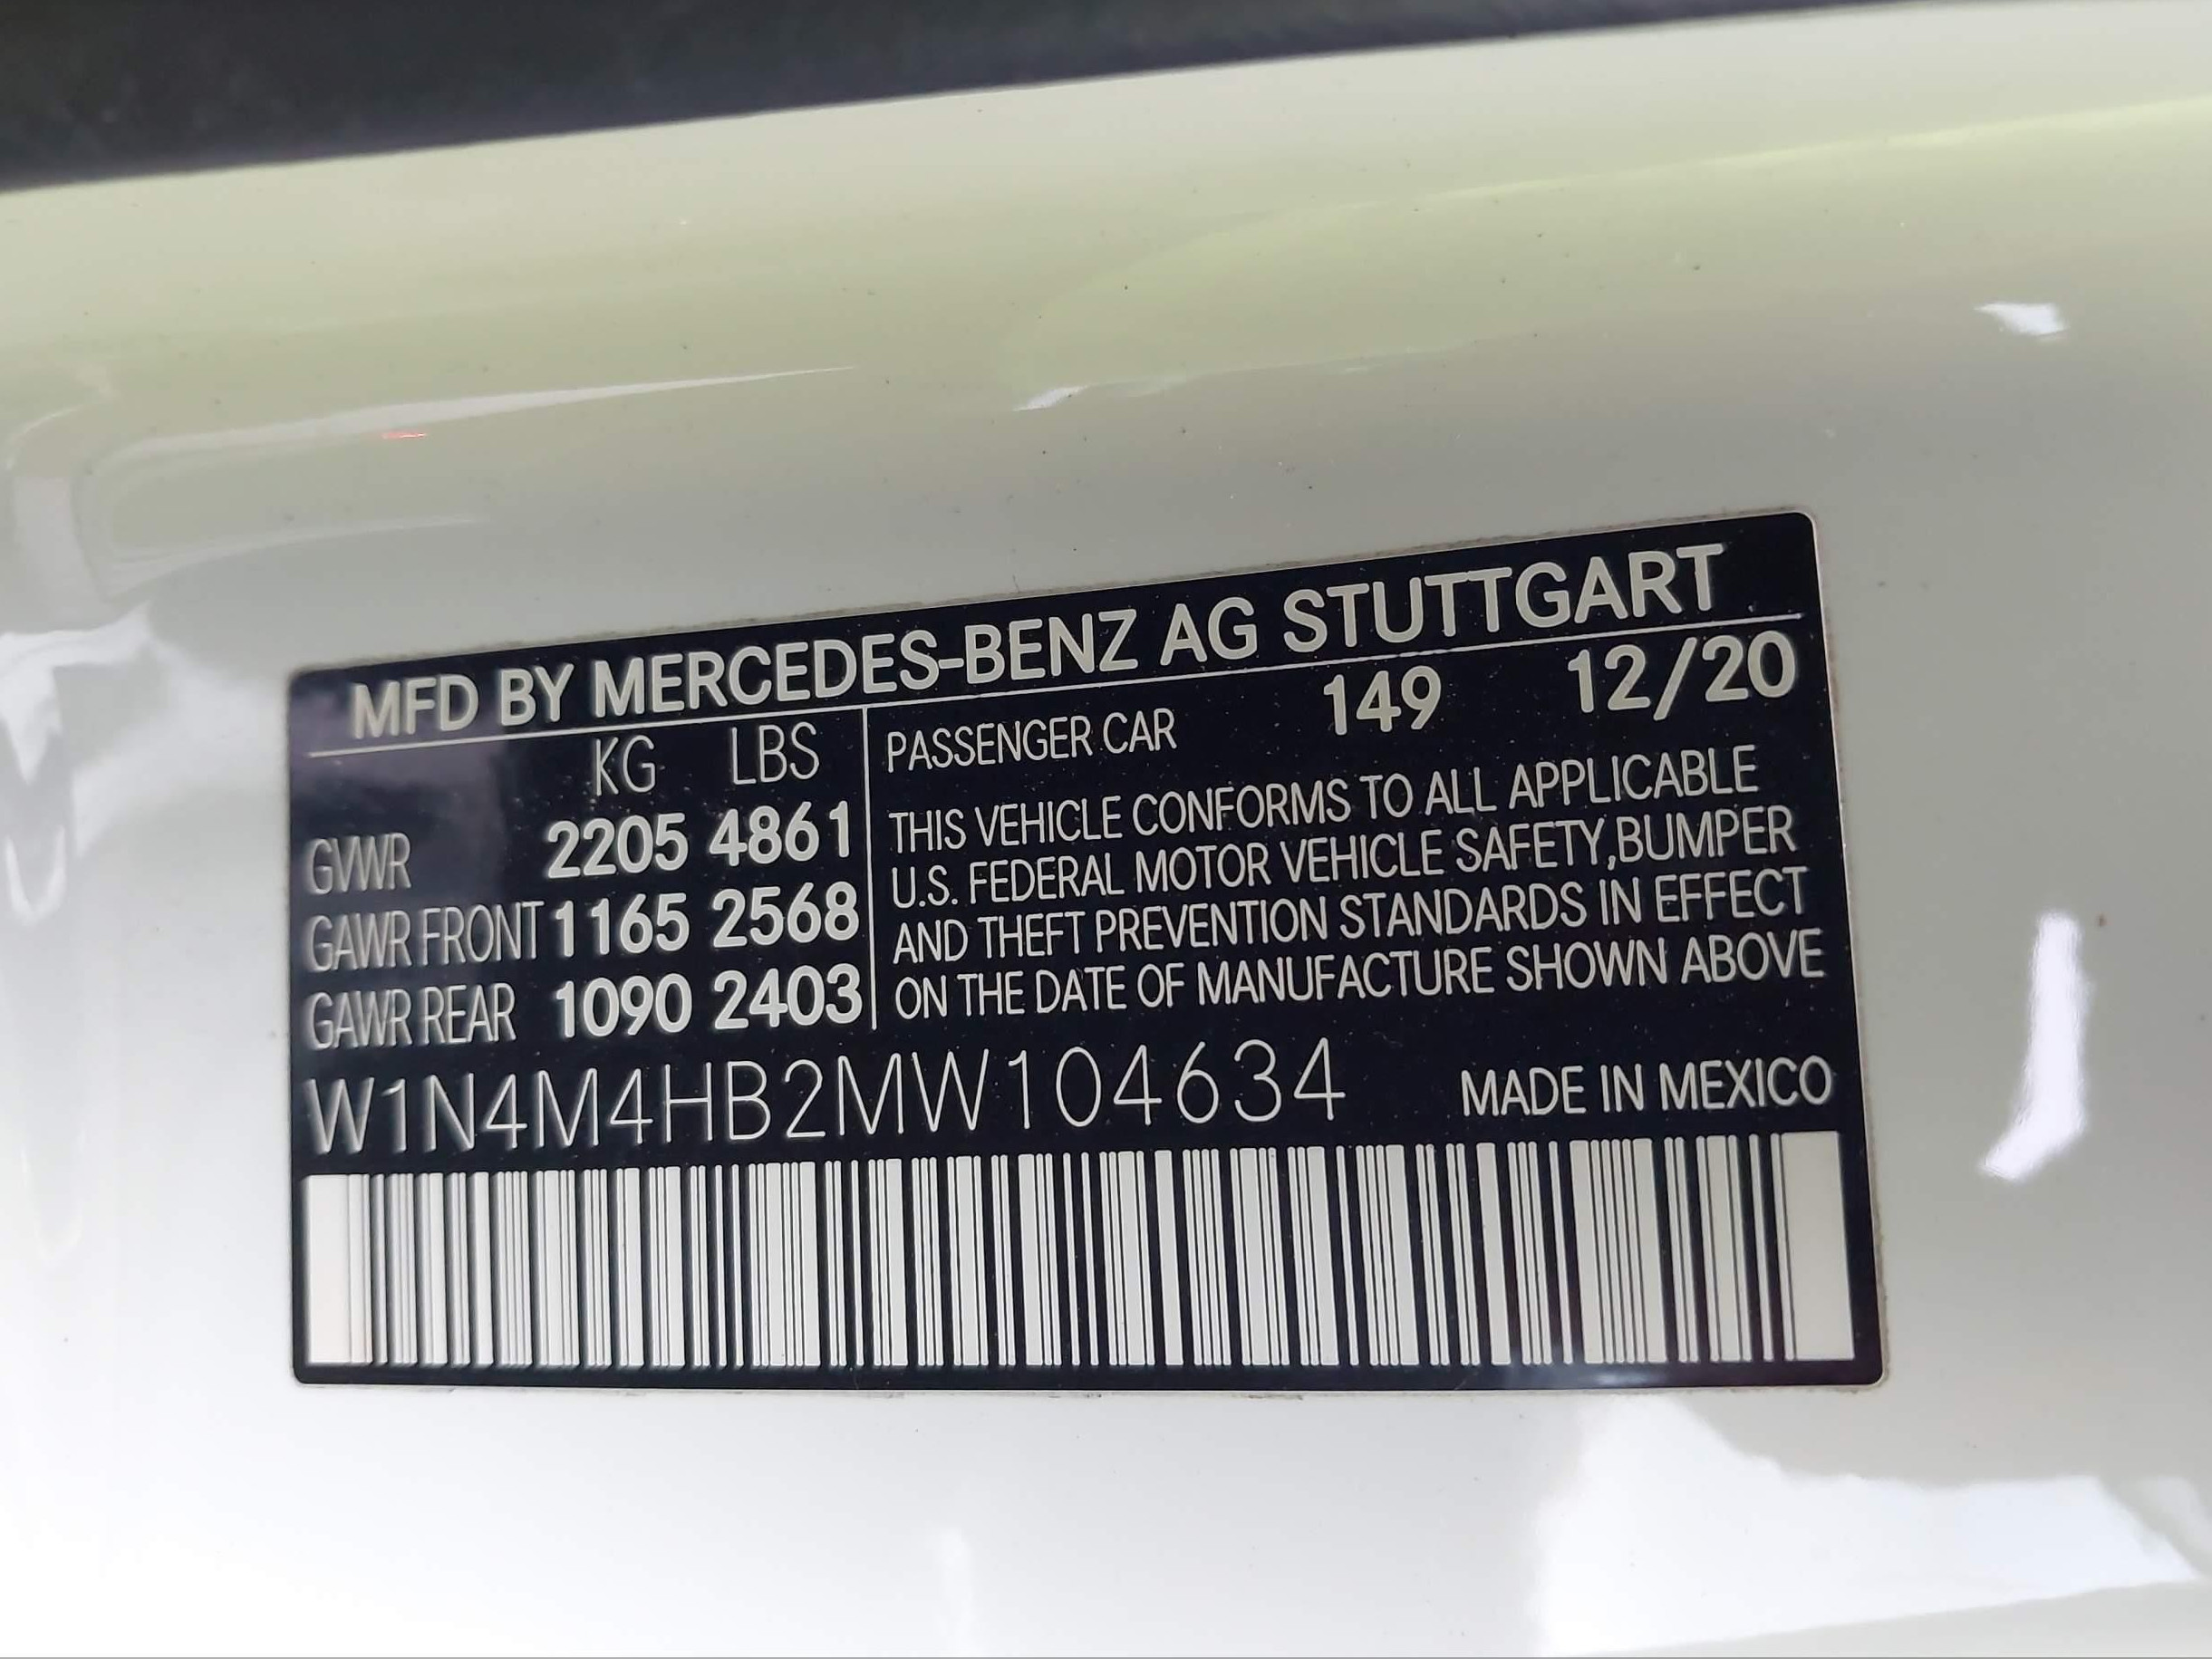 MFD BY MERCEDES-BENZ AG STUTTGART
KG LBS
GVWR 2205 4861
GAWR FRONT 1165 2568
GAWR REAR 1090 2403
PASSENGER CAR 149 12/20
THIS VEHICLE CONFORMS TO ALL APPLICABLE
U.S. FEDERAL MOTOR VEHICLE SAFETY,BUMPER
AND THEFT PREVENTION STANDARDS IN EFFECT
ON THE DATE OF MANUFACTURE SHOWN ABOVE
W1N4M4HB2MW104634 MADE IN MEXICO